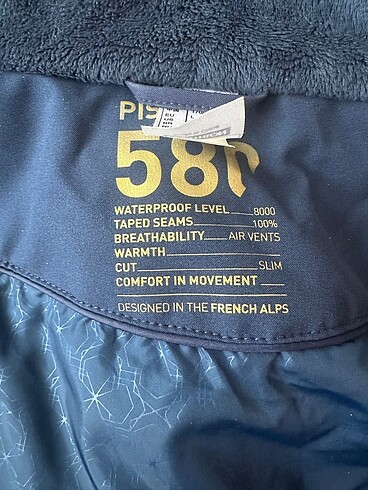 PIS
580
WATERPROOF LEVEL 8000
TAPED SEAMS 100%
BREATHABILITY AIR VENTS
WARMTH
CUT SLIM
COMFORT IN MOVEMENT
DESIGNED IN THE FRENCH ALPS